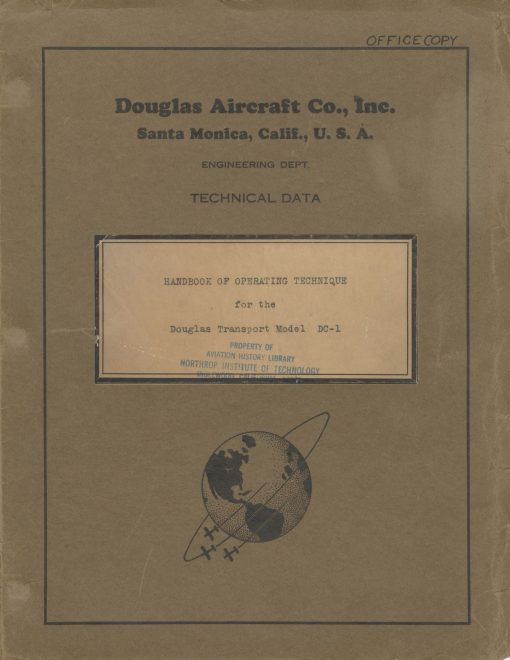 OFFICE COPY
Douglas Aircraft Co., Inc.
Santa Monica, Calif., U. S. A.
ENGINEERING DEPT.
TECHNICAL DATA
HANDBOOK OF OPERATING TECHNIQUE
for the
Douglas Transport Model DC-1
PROPERTY OF
AVIATION HISTORY LIBRARY
NORTHROP INSTITUTE OF TECHNOLOGY